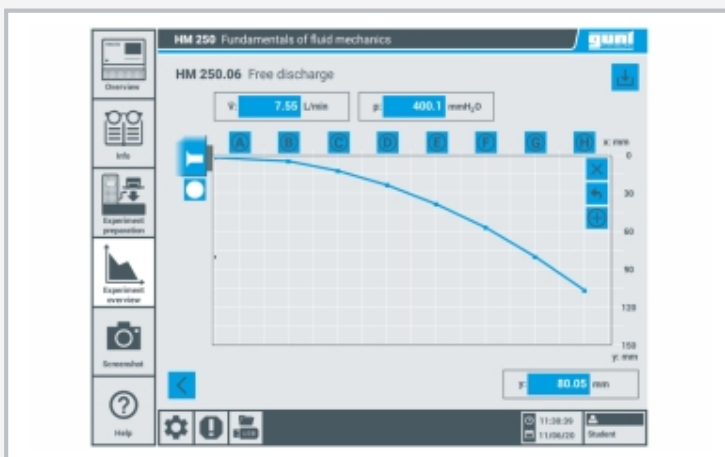 HM 250 Fundamentals of fluid mechanics
gunt
HM 250.06 Free discharge
V̇: 7.55 L/min
p: 400.1 mmH₂O
A B C D E F G H x: mm
0
30
60
90
120
150
y: mm
y: 80.05 mm
Overview
Info
Experiment
preparation
Experiment
overview
Screenshot
Help
USB
11:38:39
11/06/20
Student